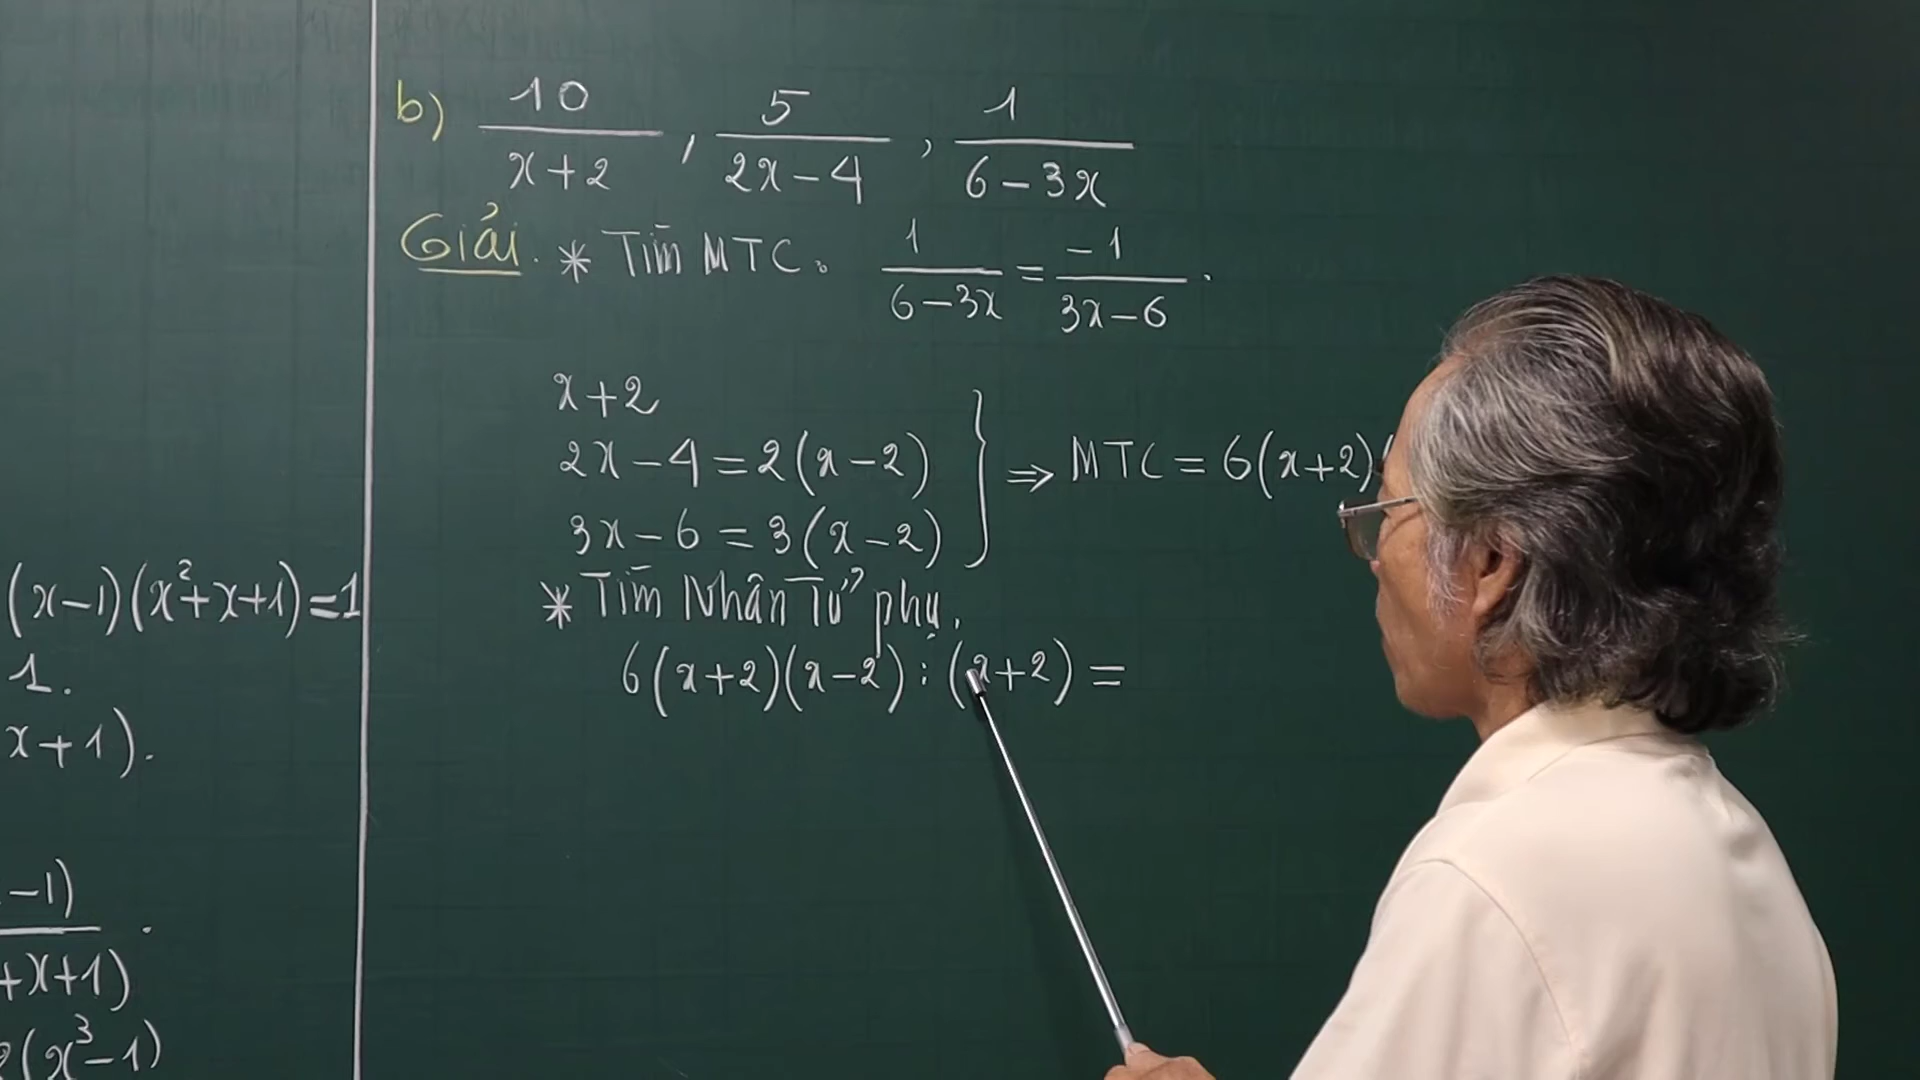 (x-1)(x²+x+1)=1
1.
x+1).
-1)
+x+1)
(x³-1)
b) 10/x+2 , 5/2x-4 , 1/6-3x
Giải. * Tìm MTC: 1/6-3x = -1/3x-6 .
x+2
2x-4=2(x-2)
3x-6=3(x-2)
} ⇒ MTC = 6(x+2)(
* Tìm Nhân Tử phụ.
6(x+2)(x-2):(x+2)=